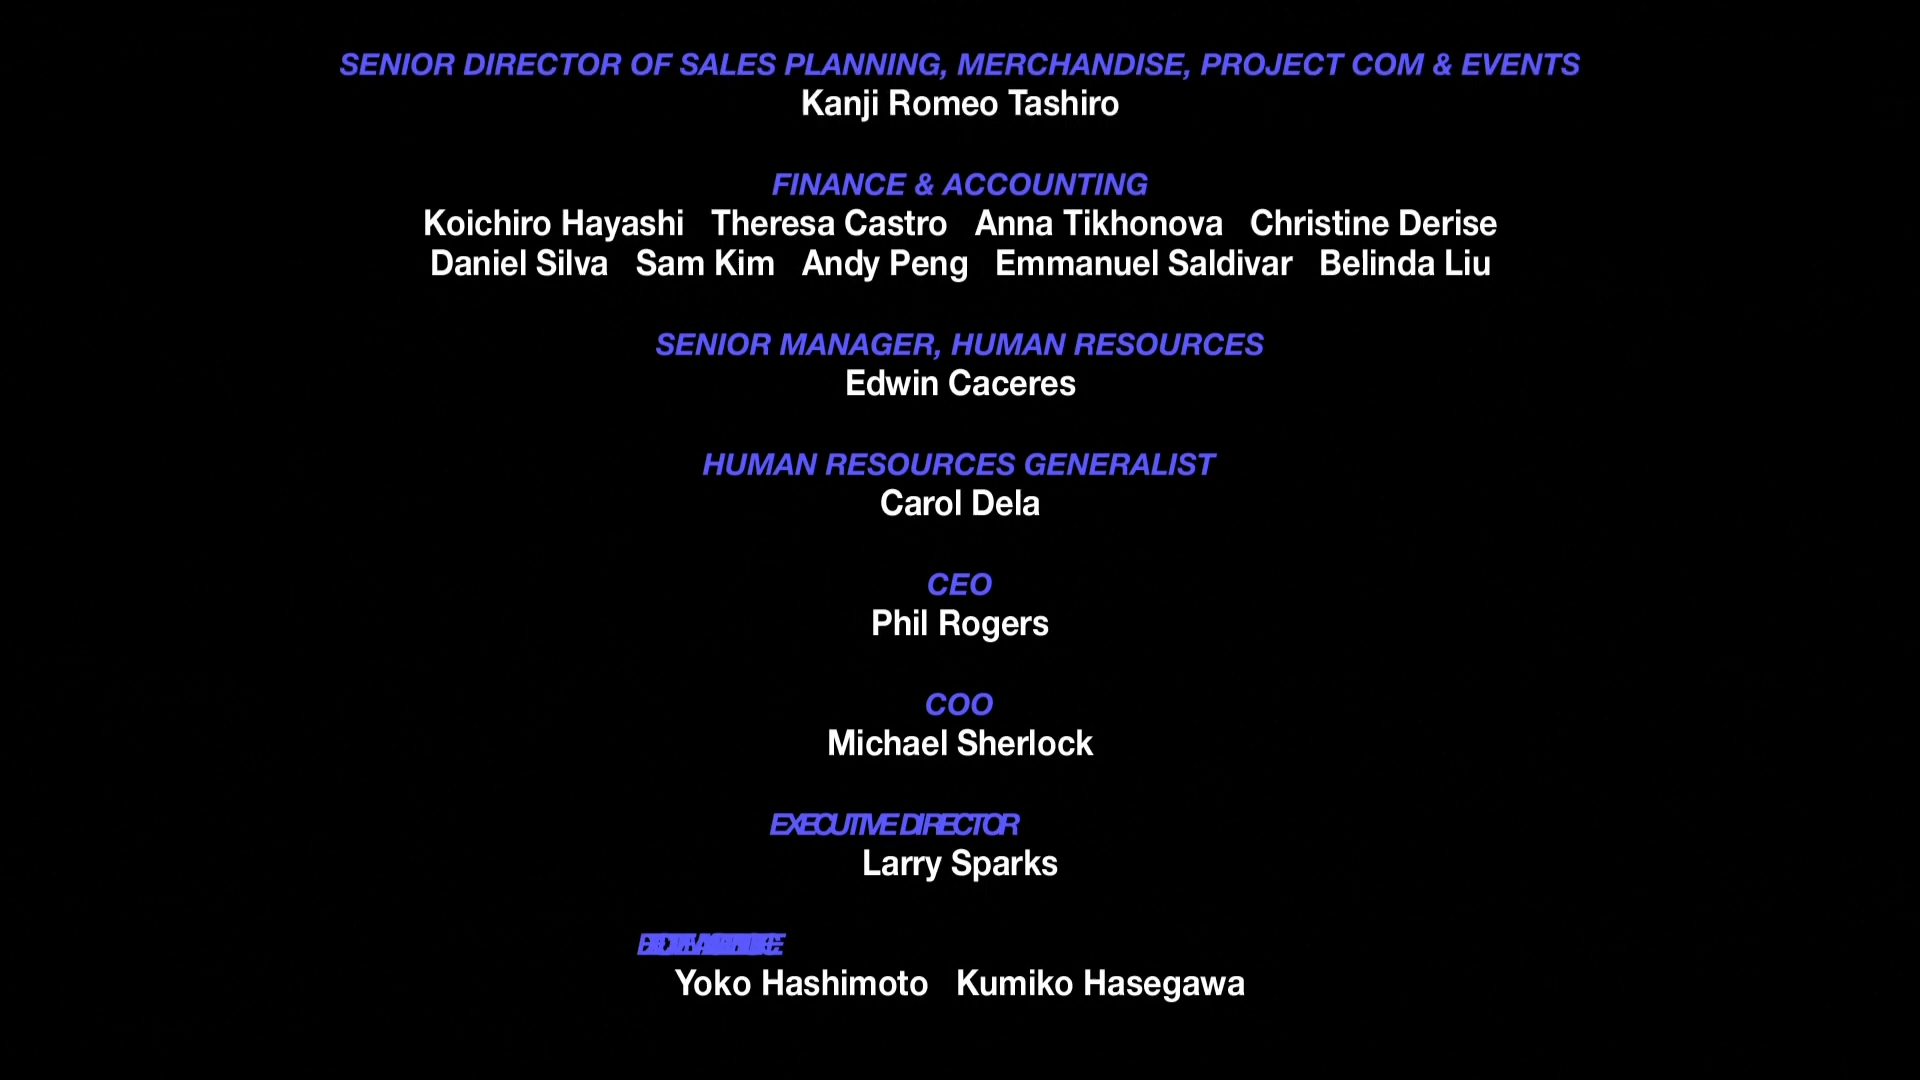 SENIOR DIRECTOR OF SALES PLANNING, MERCHANDISE, PROJECT COM & EVENTS
Kanji Romeo Tashiro
FINANCE & ACCOUNTING
Koichiro Hayashi Theresa Castro Anna Tikhonova Christine Derise
Daniel Silva Sam Kim Andy Peng Emmanuel Saldivar Belinda Liu
SENIOR MANAGER, HUMAN RESOURCES
Edwin Caceres
HUMAN RESOURCES GENERALIST
Carol Dela
CEO
Phil Rogers
COO
Michael Sherlock
EXECUTIVE DIRECTOR
Larry Sparks
Yoko Hashimoto Kumiko Hasegawa